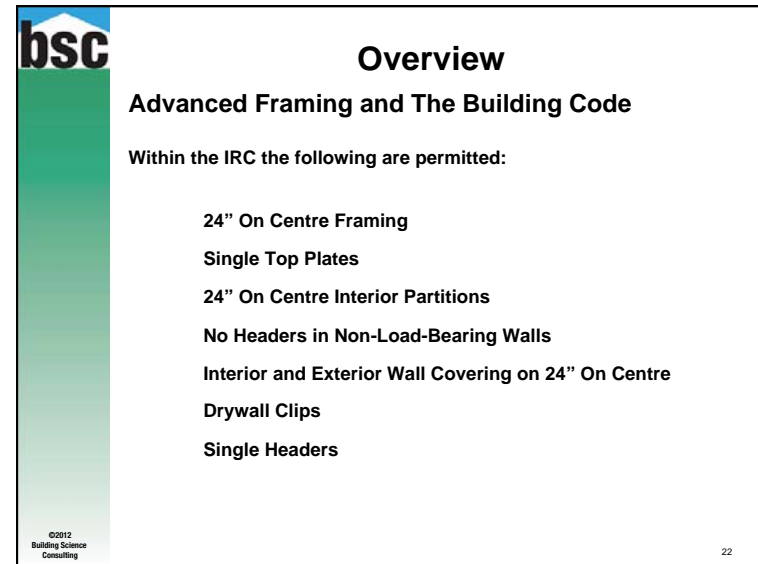 bsc
Overview
Advanced Framing and The Building Code
Within the IRC the following are permitted:
24” On Centre Framing
Single Top Plates
24” On Centre Interior Partitions
No Headers in Non-Load-Bearing Walls
Interior and Exterior Wall Covering on 24” On Centre
Drywall Clips
Single Headers
©2012
Building Science
Consulting
22